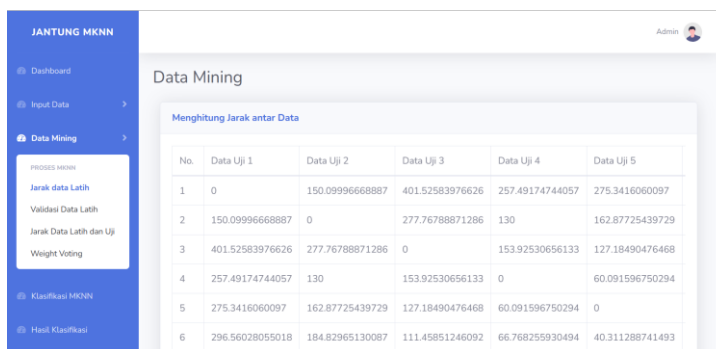 JANTUNG MKNN
Admin
Dashboard
Input Data
Data Mining
PROSES MKNN
Jarak data Latih
Validasi Data Latih
Jarak Data Latih dan Uji
Weight Voting
Klasifikasi MKNN
Hasil Klasifikasi
Data Mining
Menghitung Jarak antar Data
No. Data Uji 1 Data Uji 2 Data Uji 3 Data Uji 4 Data Uji 5
1 0 150.09996668887 401.52583976626 257.49174744057 275.3416060097
2 150.09996668887 0 277.76788871286 130 162.87725439729
3 401.52583976626 277.76788871286 0 153.92530656133 127.18490476468
4 257.49174744057 130 153.92530656133 0 60.091596750294
5 275.3416060097 162.87725439729 127.18490476468 60.091596750294 0
6 296.56028055018 184.82965130087 111.45851246092 66.768255930494 40.311288741493